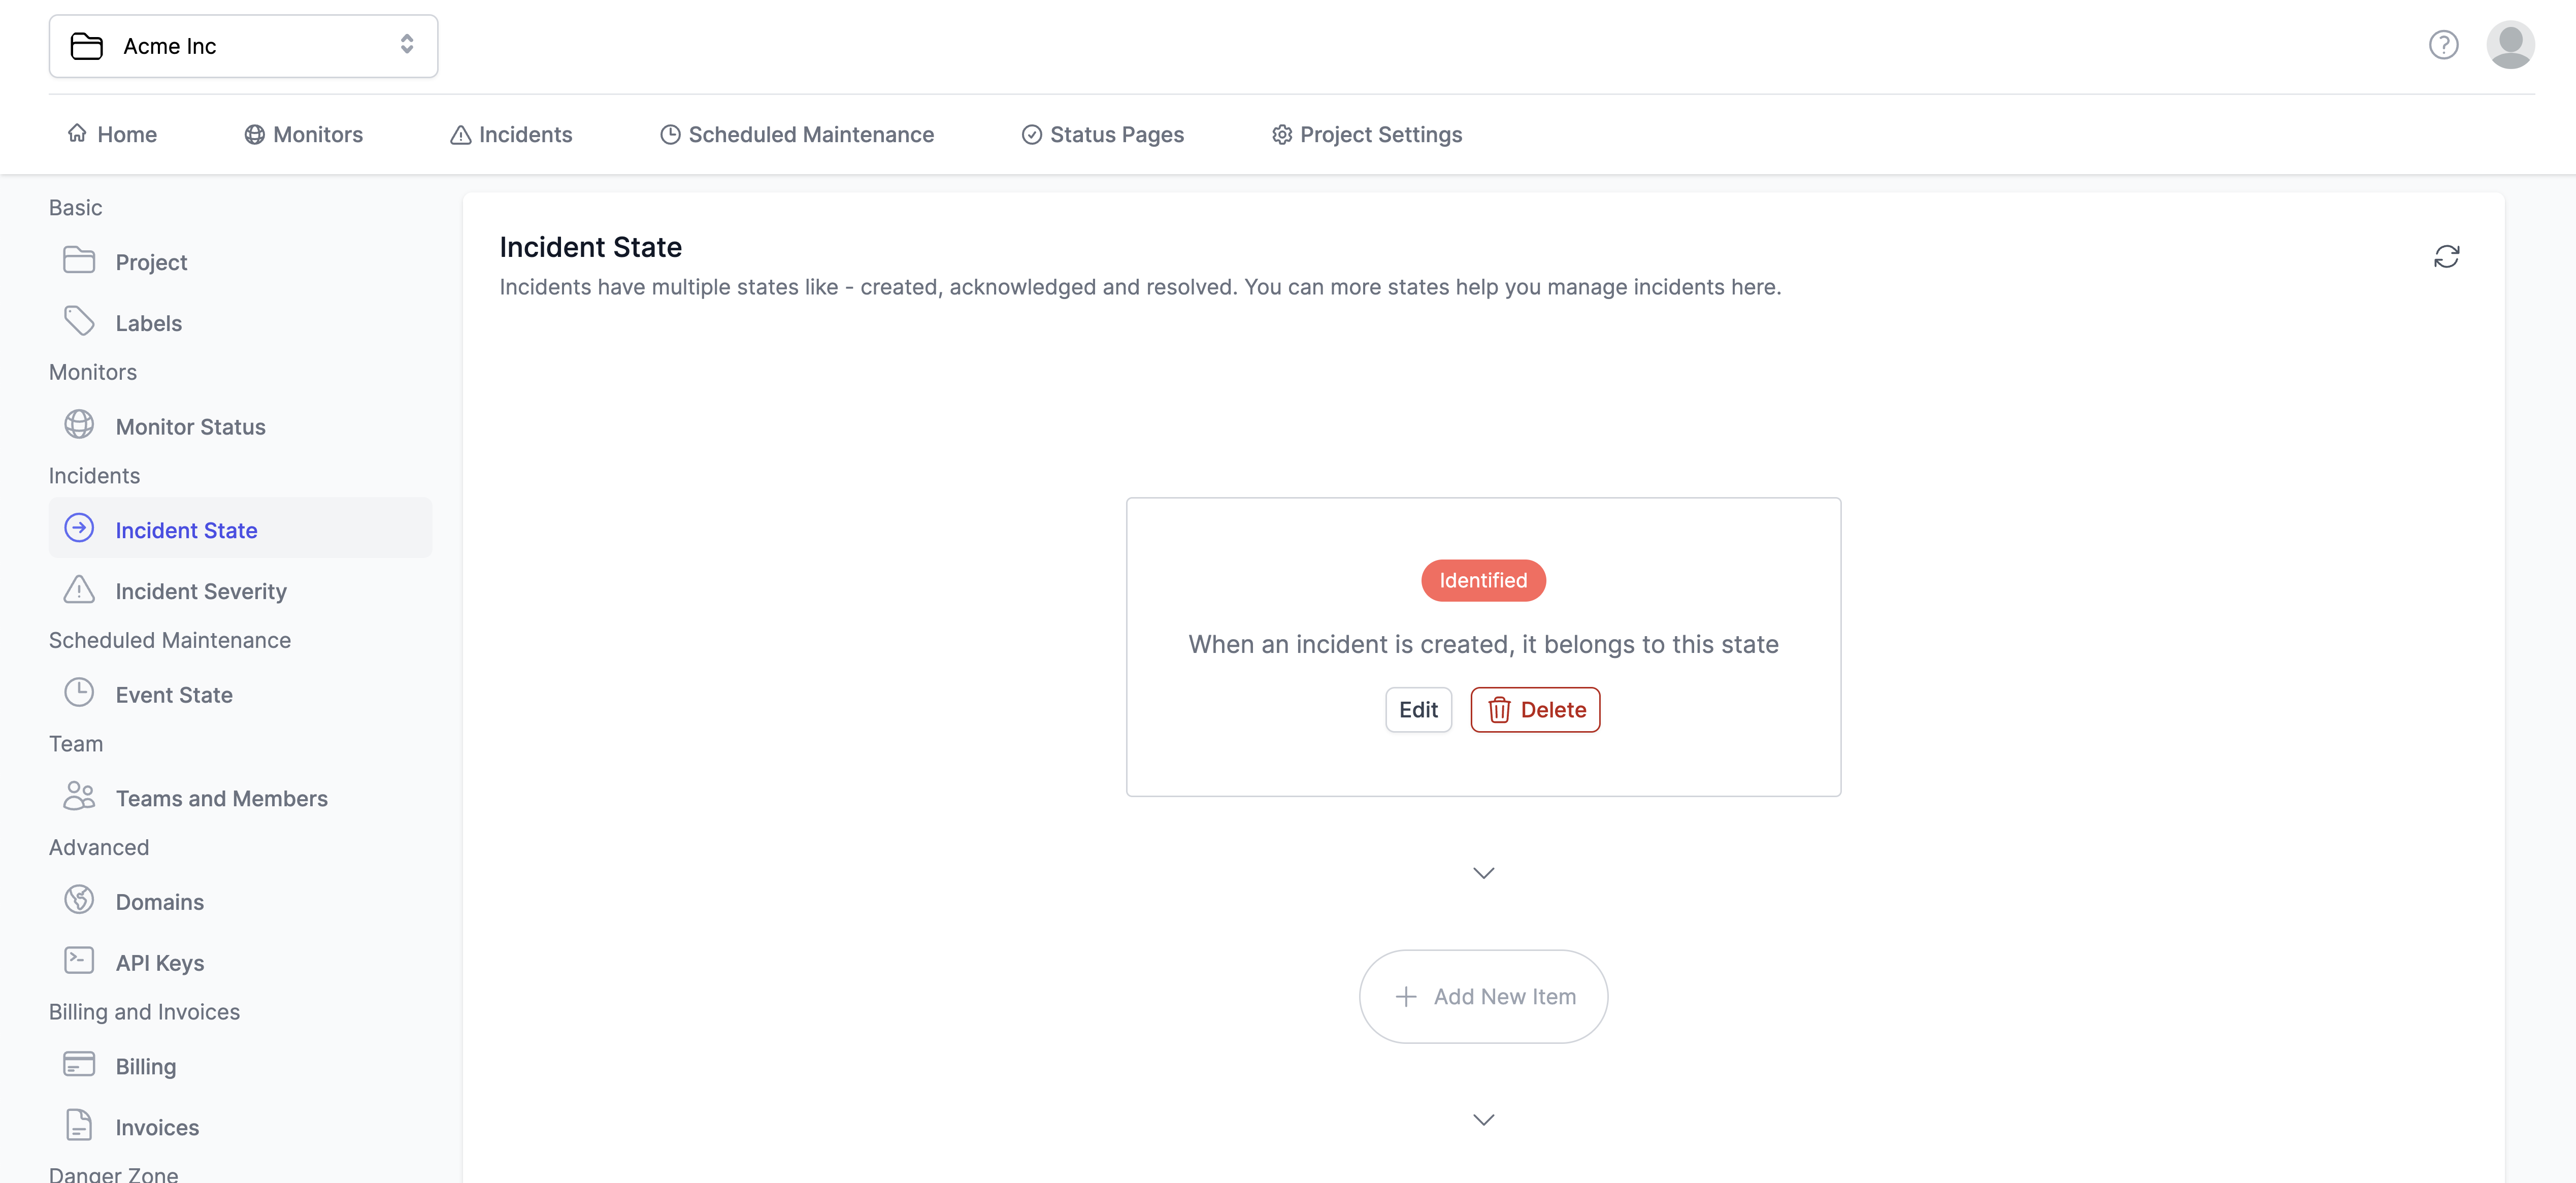 Acme Inc
Home
Monitors
Incidents
Scheduled Maintenance
Status Pages
Project Settings
Basic
Project
Labels
Monitors
Monitor Status
Incidents
Incident State
Incident Severity
Scheduled Maintenance
Event State
Team
Teams and Members
Advanced
Domains
API Keys
Billing and Invoices
Billing
Invoices
Danger Zone
Incident State
Incidents have multiple states like - created, acknowledged and resolved. You can more states help you manage incidents here.
Identified
When an incident is created, it belongs to this state
Edit
Delete
Add New Item